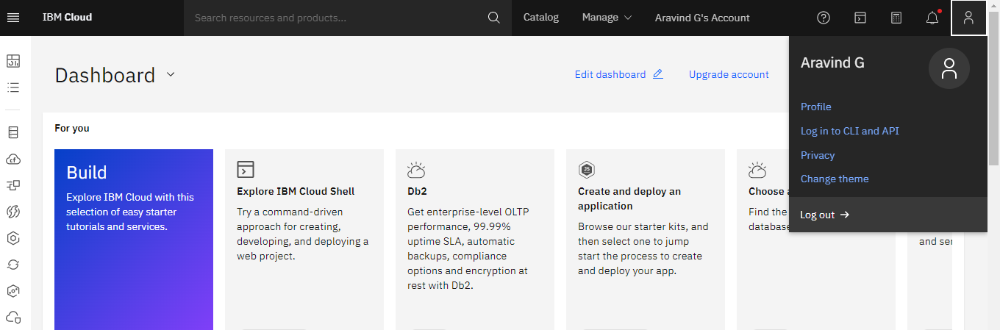 IBM Cloud
Search resources and products...
Catalog
Manage
Aravind G's Account
Aravind G
Profile
Log in to CLI and API
Privacy
Change theme
Log out
Dashboard
Edit dashboard
Upgrade account
For you
Build
Explore IBM Cloud with this
selection of easy starter
tutorials and services.
Explore IBM Cloud Shell
Try a command-driven
approach for creating,
developing, and deploying a
web project.
Db2
Get enterprise-level OLTP
performance, 99.99%
uptime SLA, automatic
backups, compliance
options and encryption at
rest with Db2.
JS
Create and deploy an
application
Browse our starter kits, and
then select one to jump
start the process to create
and deploy your app.
Choose a
Find the
database
and ser
cf